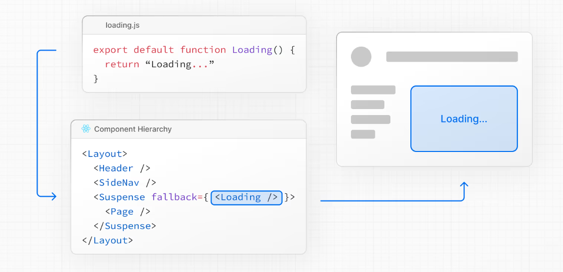 loading.js
export default function Loading() {
return “Loading...”
}
Component Hierarchy
<Layout>
<Header />
<SideNav />
<Suspense fallback={<Loading />}>
<Page />
</Suspense>
</Layout>
Loading...